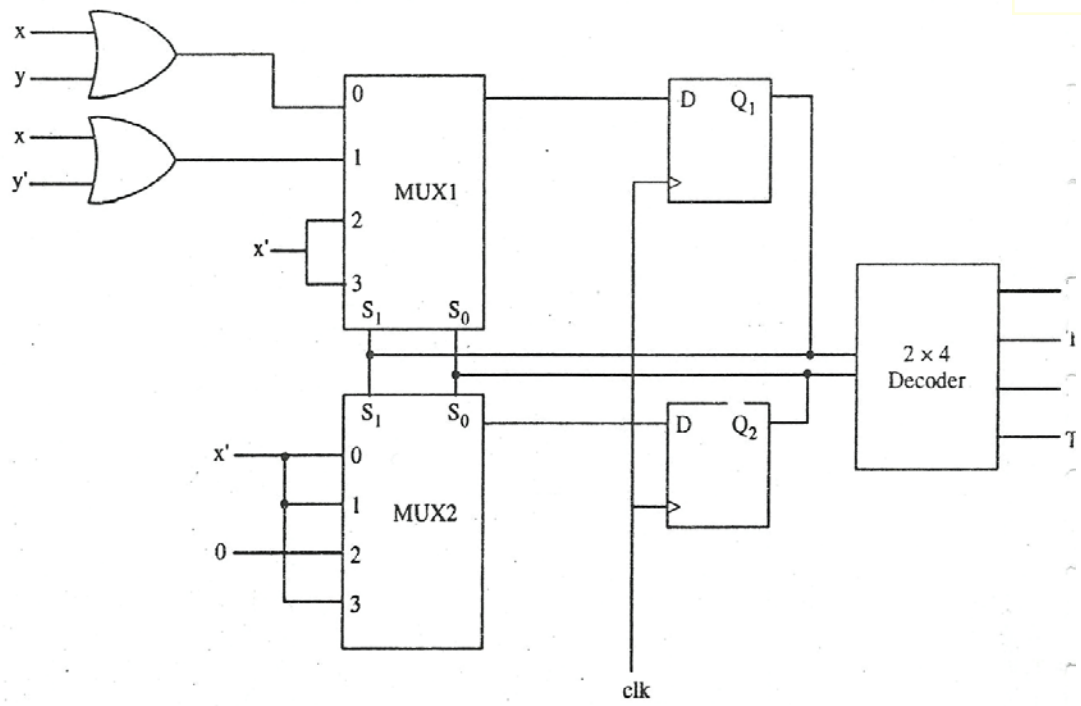 x
y
x
y'
0
1
2
3
MUX1
x'
S₁ S₀
D Q₁
2 × 4
Decoder
S₁ S₀
x'
0
1
2
3
MUX2
0
D Q₂
clk